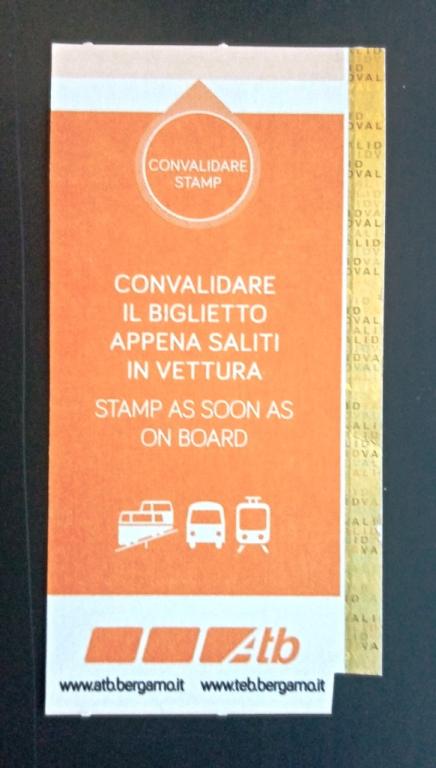 CONVALIDARE
STAMP
CONVALIDARE
IL BIGLIETTO
APPENA SALITI
IN VETTURA
STAMP AS SOON AS
ON BOARD
Atb
www.atb.bergamo.it www.teb.bergamo.it